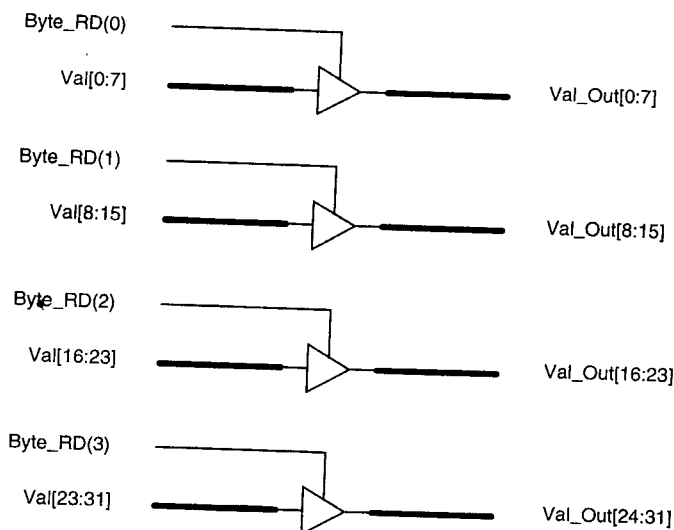 Byte_RD(0)
Val[0:7]
Val_Out[0:7]
Byte_RD(1)
Val[8:15]
Val_Out[8:15]
Byte_RD(2)
Val[16:23]
Val_Out[16:23]
Byte_RD(3)
Val[23:31]
Val_Out[24:31]